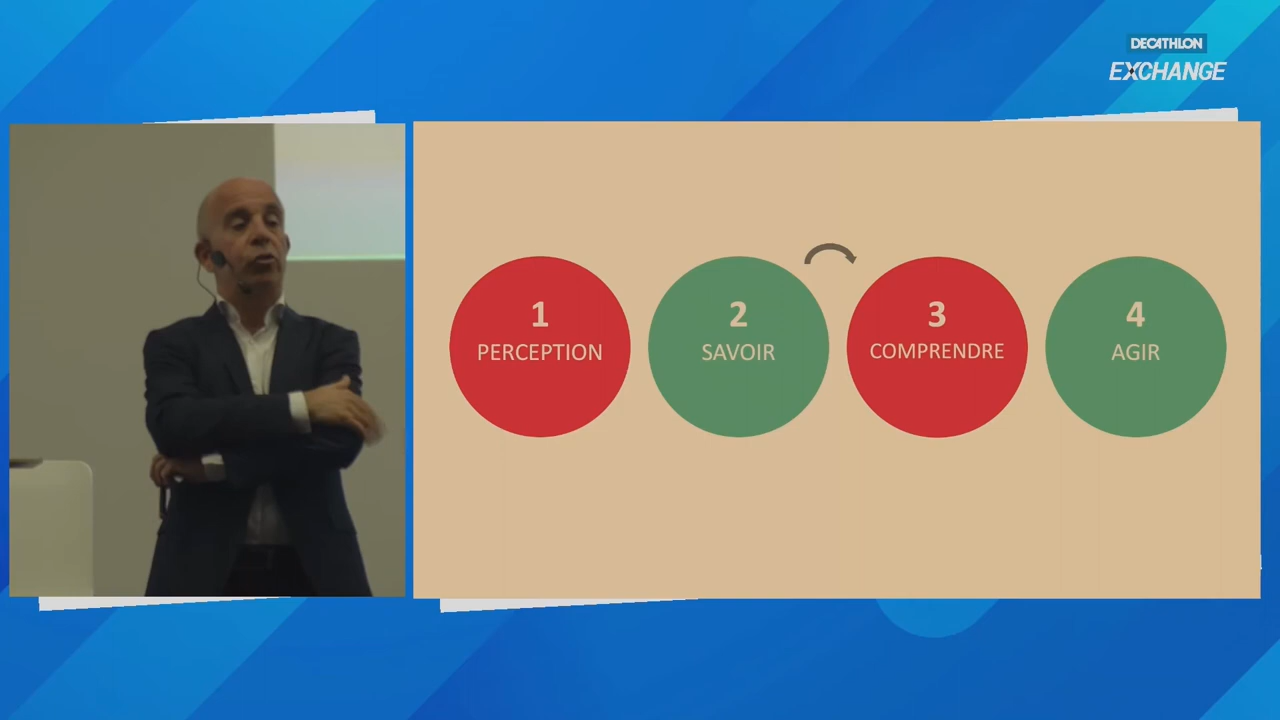 DECATHLON
EXCHANGE
1
PERCEPTION
2
SAVOIR
3
COMPRENDRE
4
AGIR